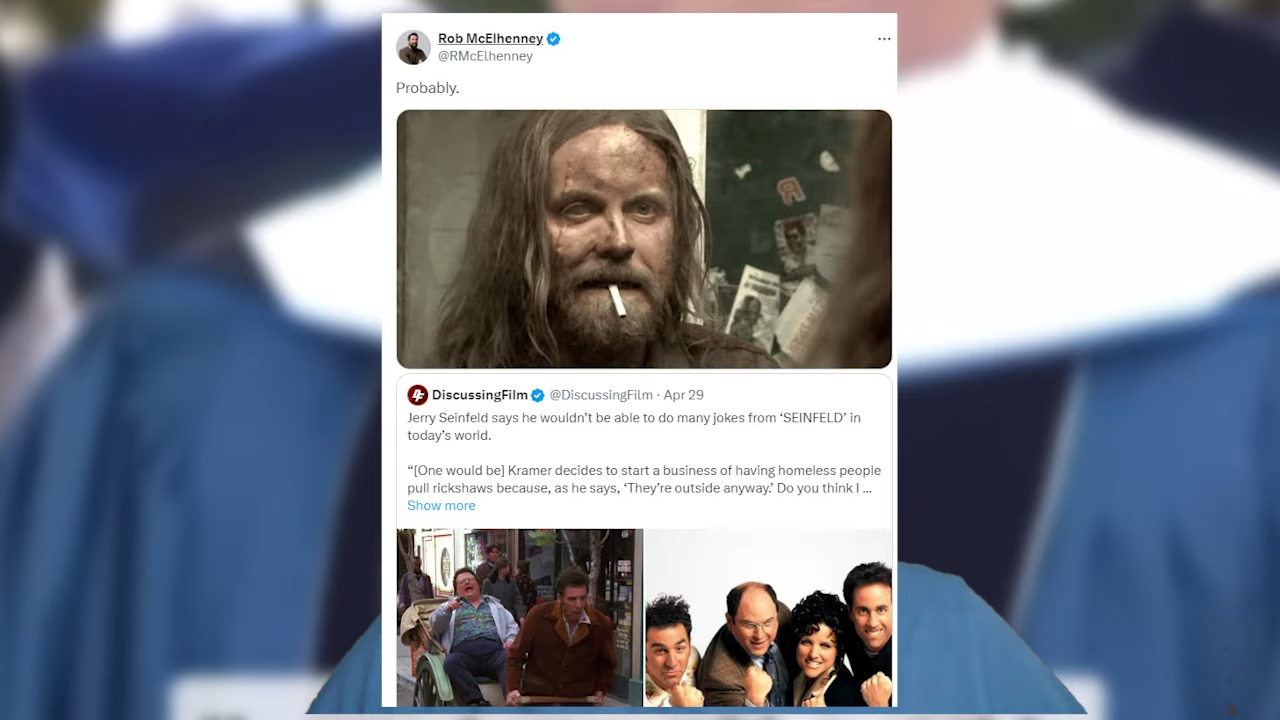 Rob McElhenney
@RMcElhenney
Probably.
DiscussingFilm @DiscussingFilm · Apr 29
Jerry Seinfeld says he wouldn’t be able to do many jokes from ‘SEINFELD’ in
today’s world.
“[One would be] Kramer decides to start a business of having homeless people
pull rickshaws because, as he says, ‘They’re outside anyway.’ Do you think I ...
Show more